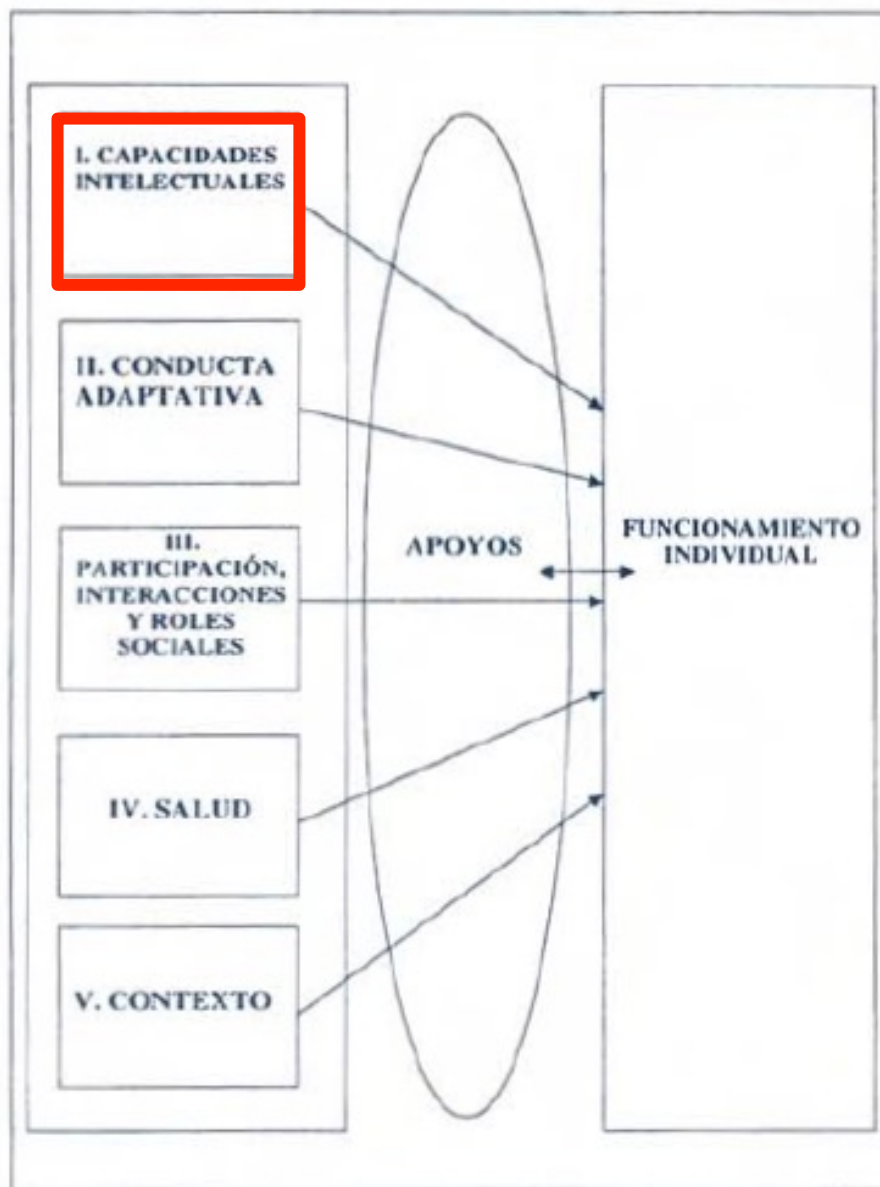 I. CAPACIDADES
INTELECTUALES
II. CONDUCTA
ADAPTATIVA
III.
PARTICIPACIÓN,
INTERACCIONES
Y ROLES
SOCIALES
IV. SALUD
V. CONTEXTO
APOYOS
FUNCIONAMIENTO
INDIVIDUAL